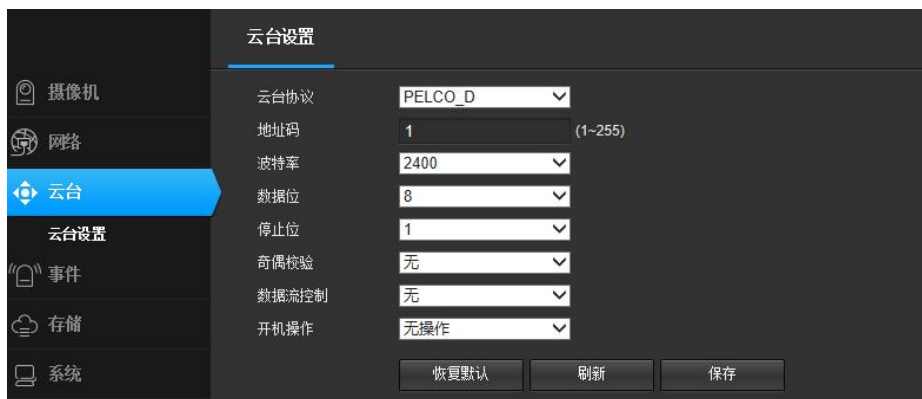 云台设置
摄像机
网络
云台
云台设置
事件
存储
系统
云台协议 PELCO_D
地址码 1 (1~255)
波特率 2400
数据位 8
停止位 1
奇偶校验 无
数据流控制 无
开机操作 无操作
恢复默认 刷新 保存